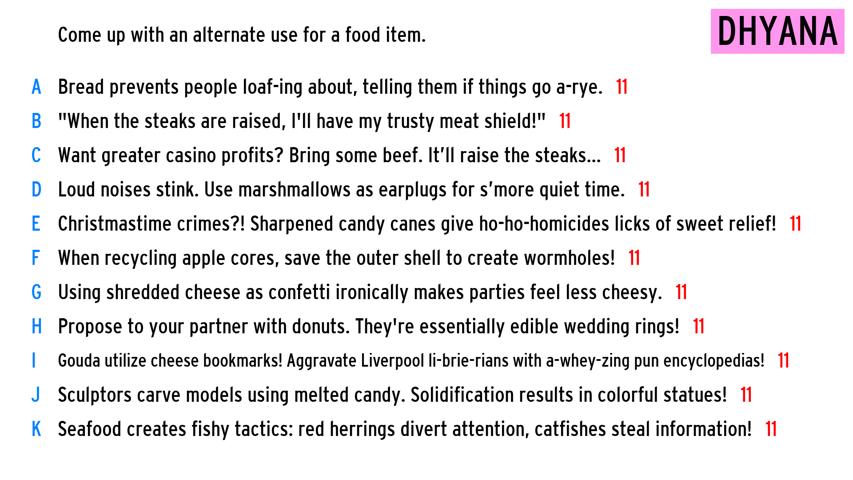 Come up with an alternate use for a food item.
DHYANA
A Bread prevents people loaf-ing about, telling them if things go a-rye. 11
B "When the steaks are raised, I'll have my trusty meat shield!" 11
C Want greater casino profits? Bring some beef. It’ll raise the steaks... 11
D Loud noises stink. Use marshmallows as earplugs for s’more quiet time. 11
E Christmastime crimes?! Sharpened candy canes give ho-ho-homicides licks of sweet relief! 11
F When recycling apple cores, save the outer shell to create wormholes! 11
G Using shredded cheese as confetti ironically makes parties feel less cheesy. 11
H Propose to your partner with donuts. They're essentially edible wedding rings! 11
I Gouda utilize cheese bookmarks! Aggravate Liverpool li-brie-rians with a-whey-zing pun encyclopedias! 11
J Sculptors carve models using melted candy. Solidification results in colorful statues! 11
K Seafood creates fishy tactics: red herrings divert attention, catfishes steal information! 11